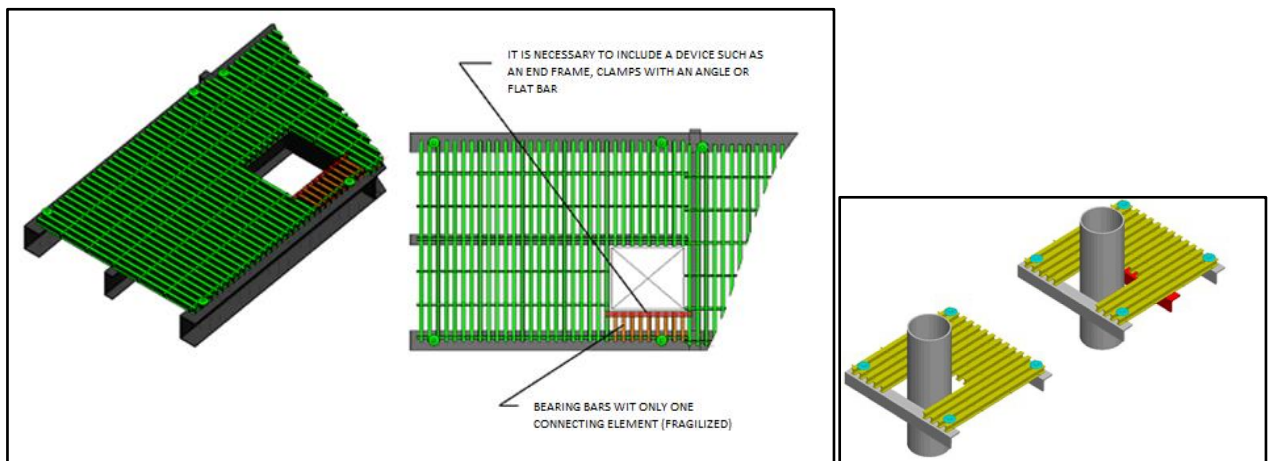 IT IS NECESSARY TO INCLUDE A DEVICE SUCH AS
AN END FRAME, CLAMPS WITH AN ANGLE OR
FLAT BAR
BEARING BARS WIT ONLY ONE
CONNECTING ELEMENT (FRAGILIZED)